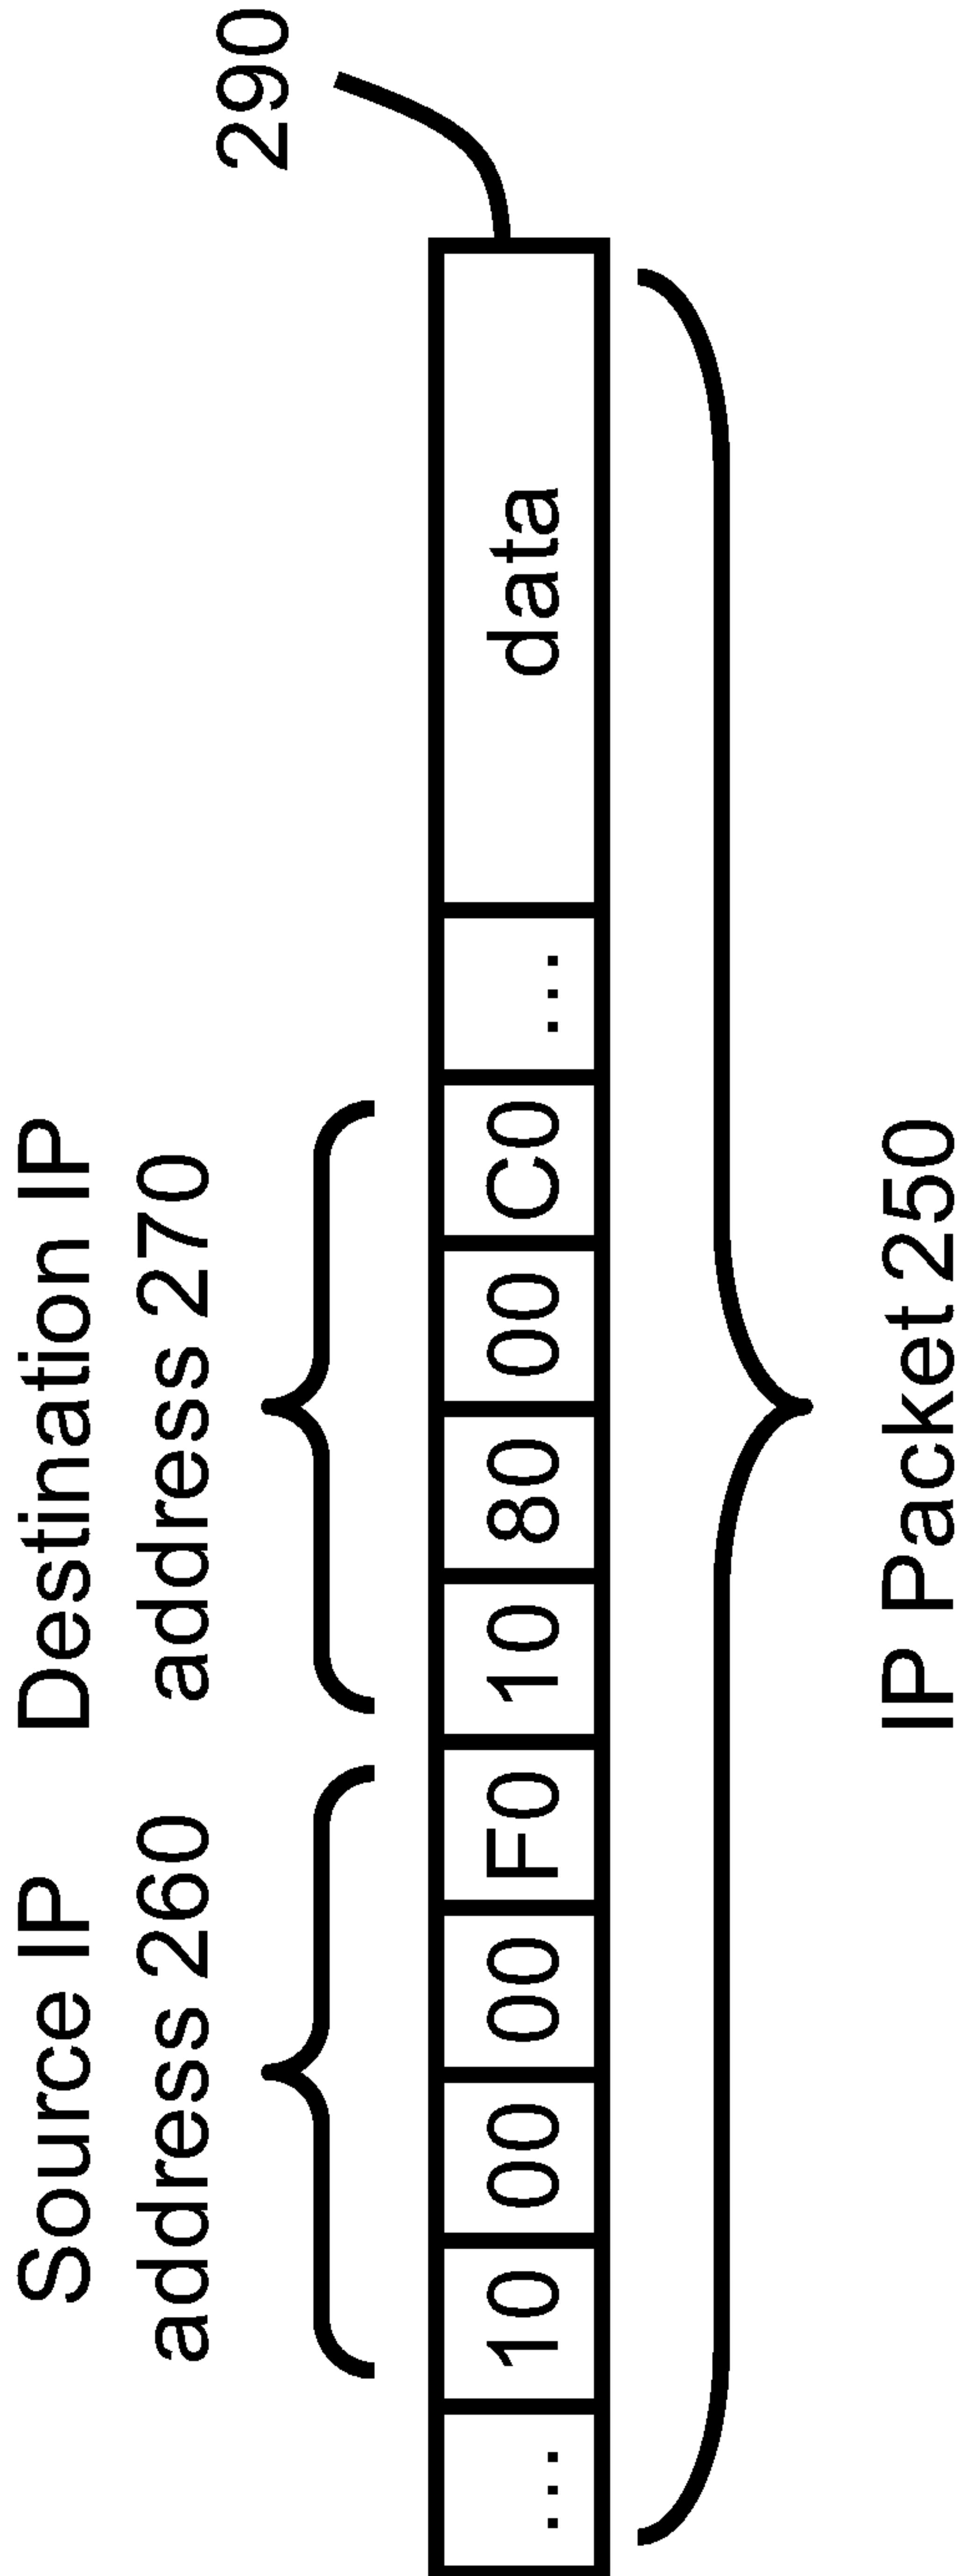 Source IP
address 260
Destination IP
address 270
290
... 10 00 00 F0 10 80 00 C0 ... data
IP Packet 250